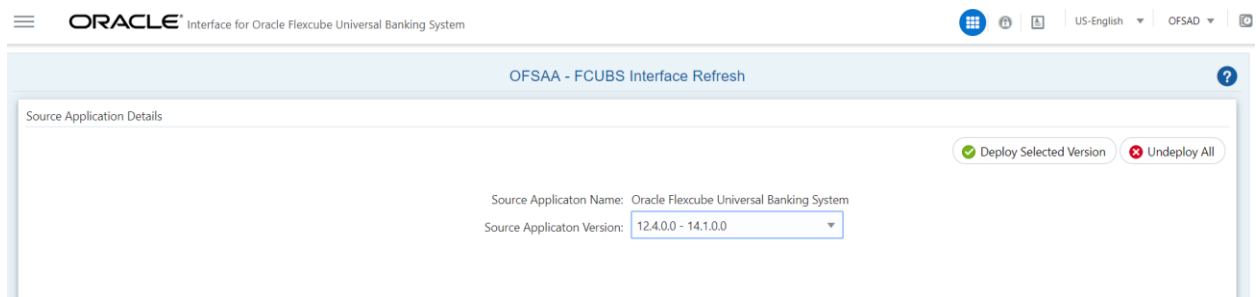 ORACLE® Interface for Oracle Flexcube Universal Banking System US-English OFSAD
OFSAA - FCUBS Interface Refresh ?
Source Application Details
Deploy Selected Version Undeploy All
Source Applicaton Name: Oracle Flexcube Universal Banking System
Source Applicaton Version: 12.4.0.0 - 14.1.0.0